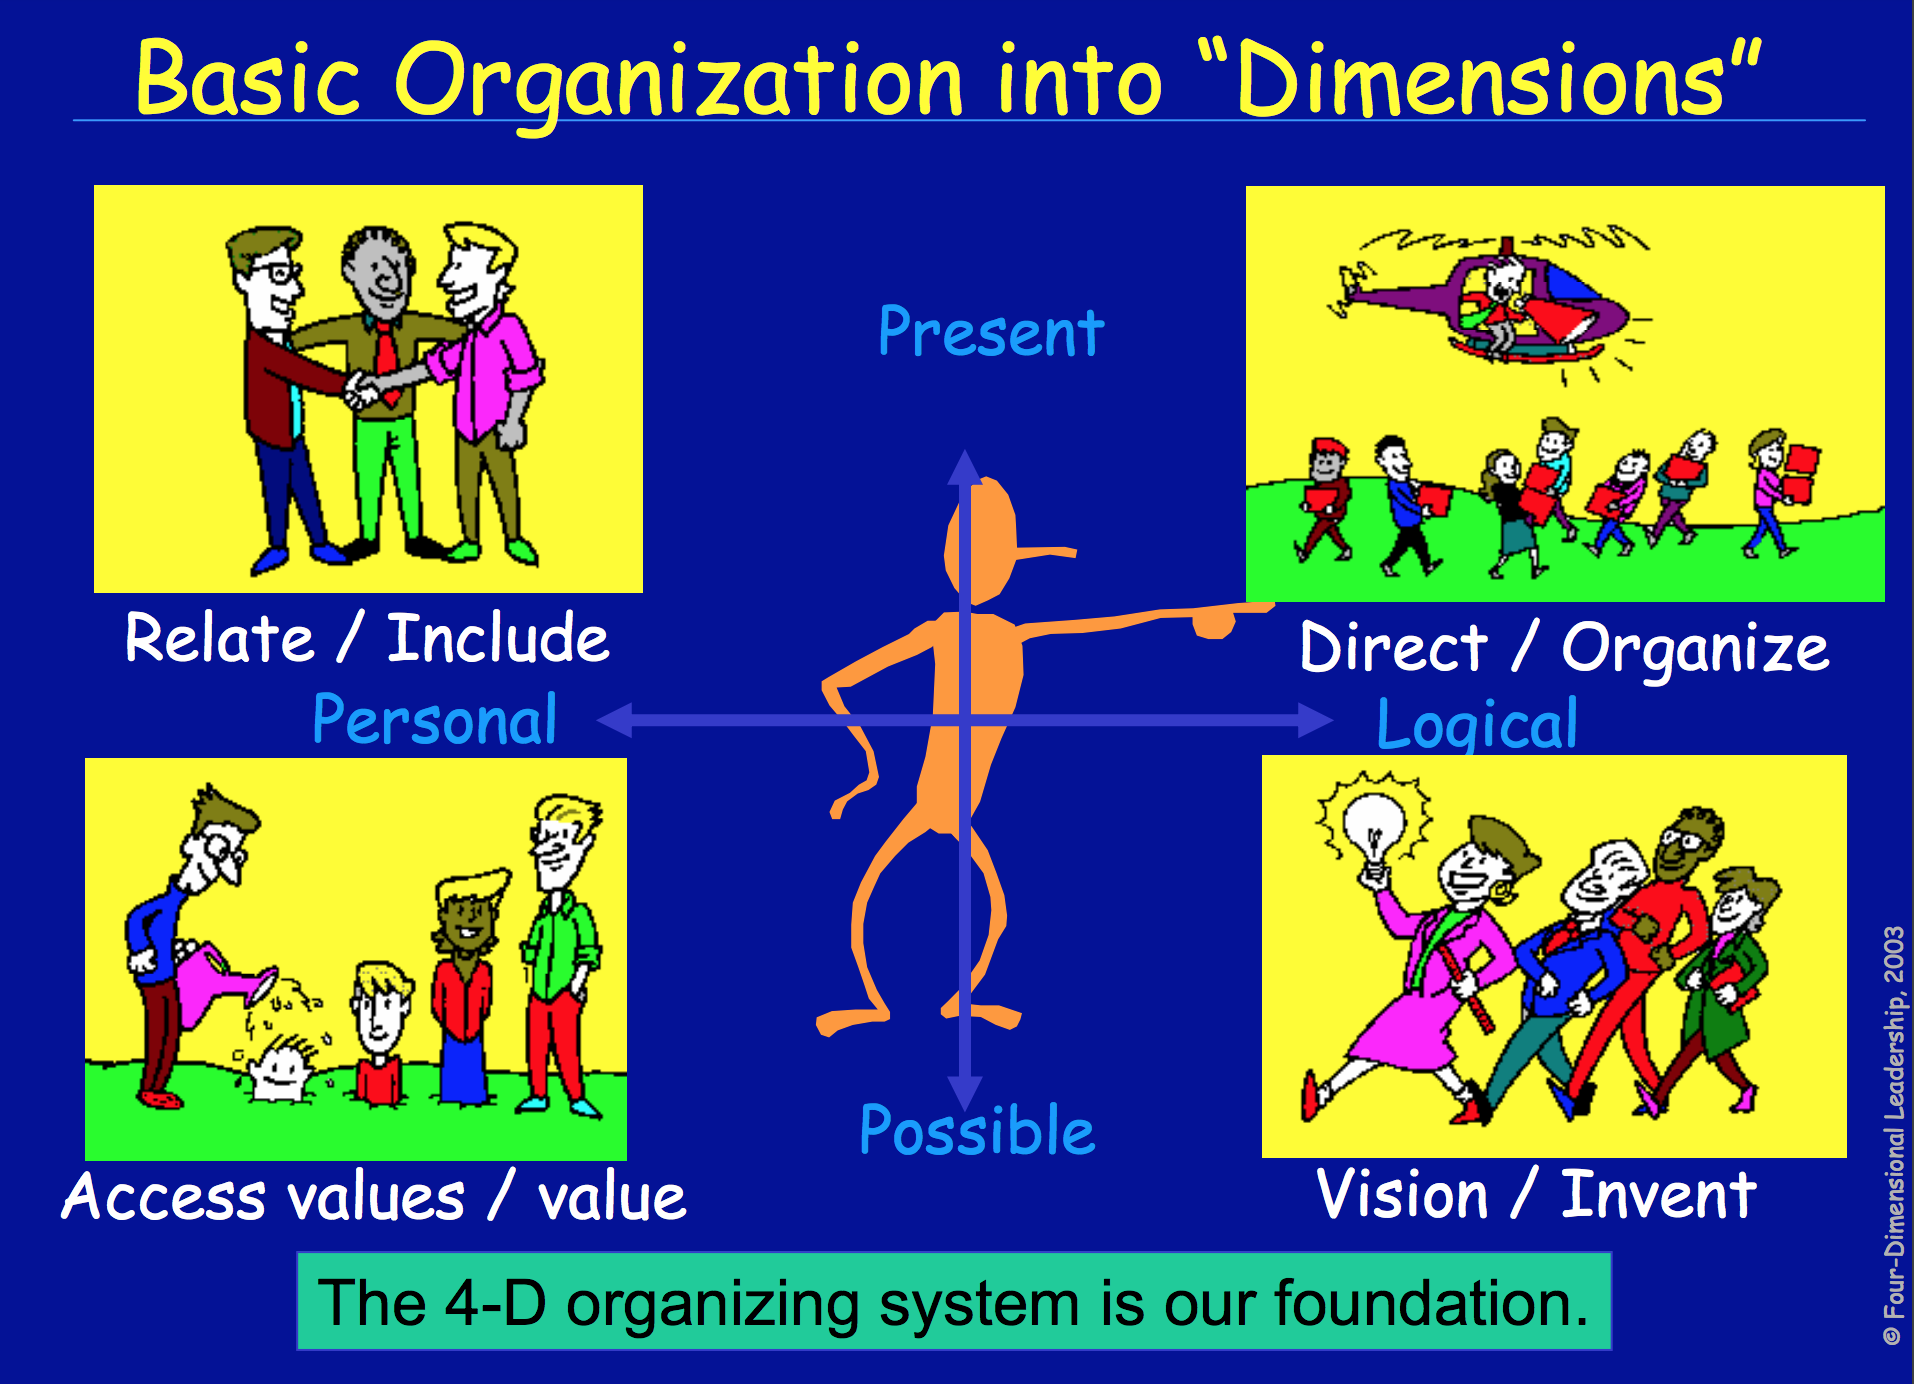 Basic Organization into “Dimensions”
Present
Relate / Include
Direct / Organize
Personal
Logical
Possible
Access values / value
Vision / Invent
The 4-D organizing system is our foundation.
© Four-Dimensional Leadership, 2003